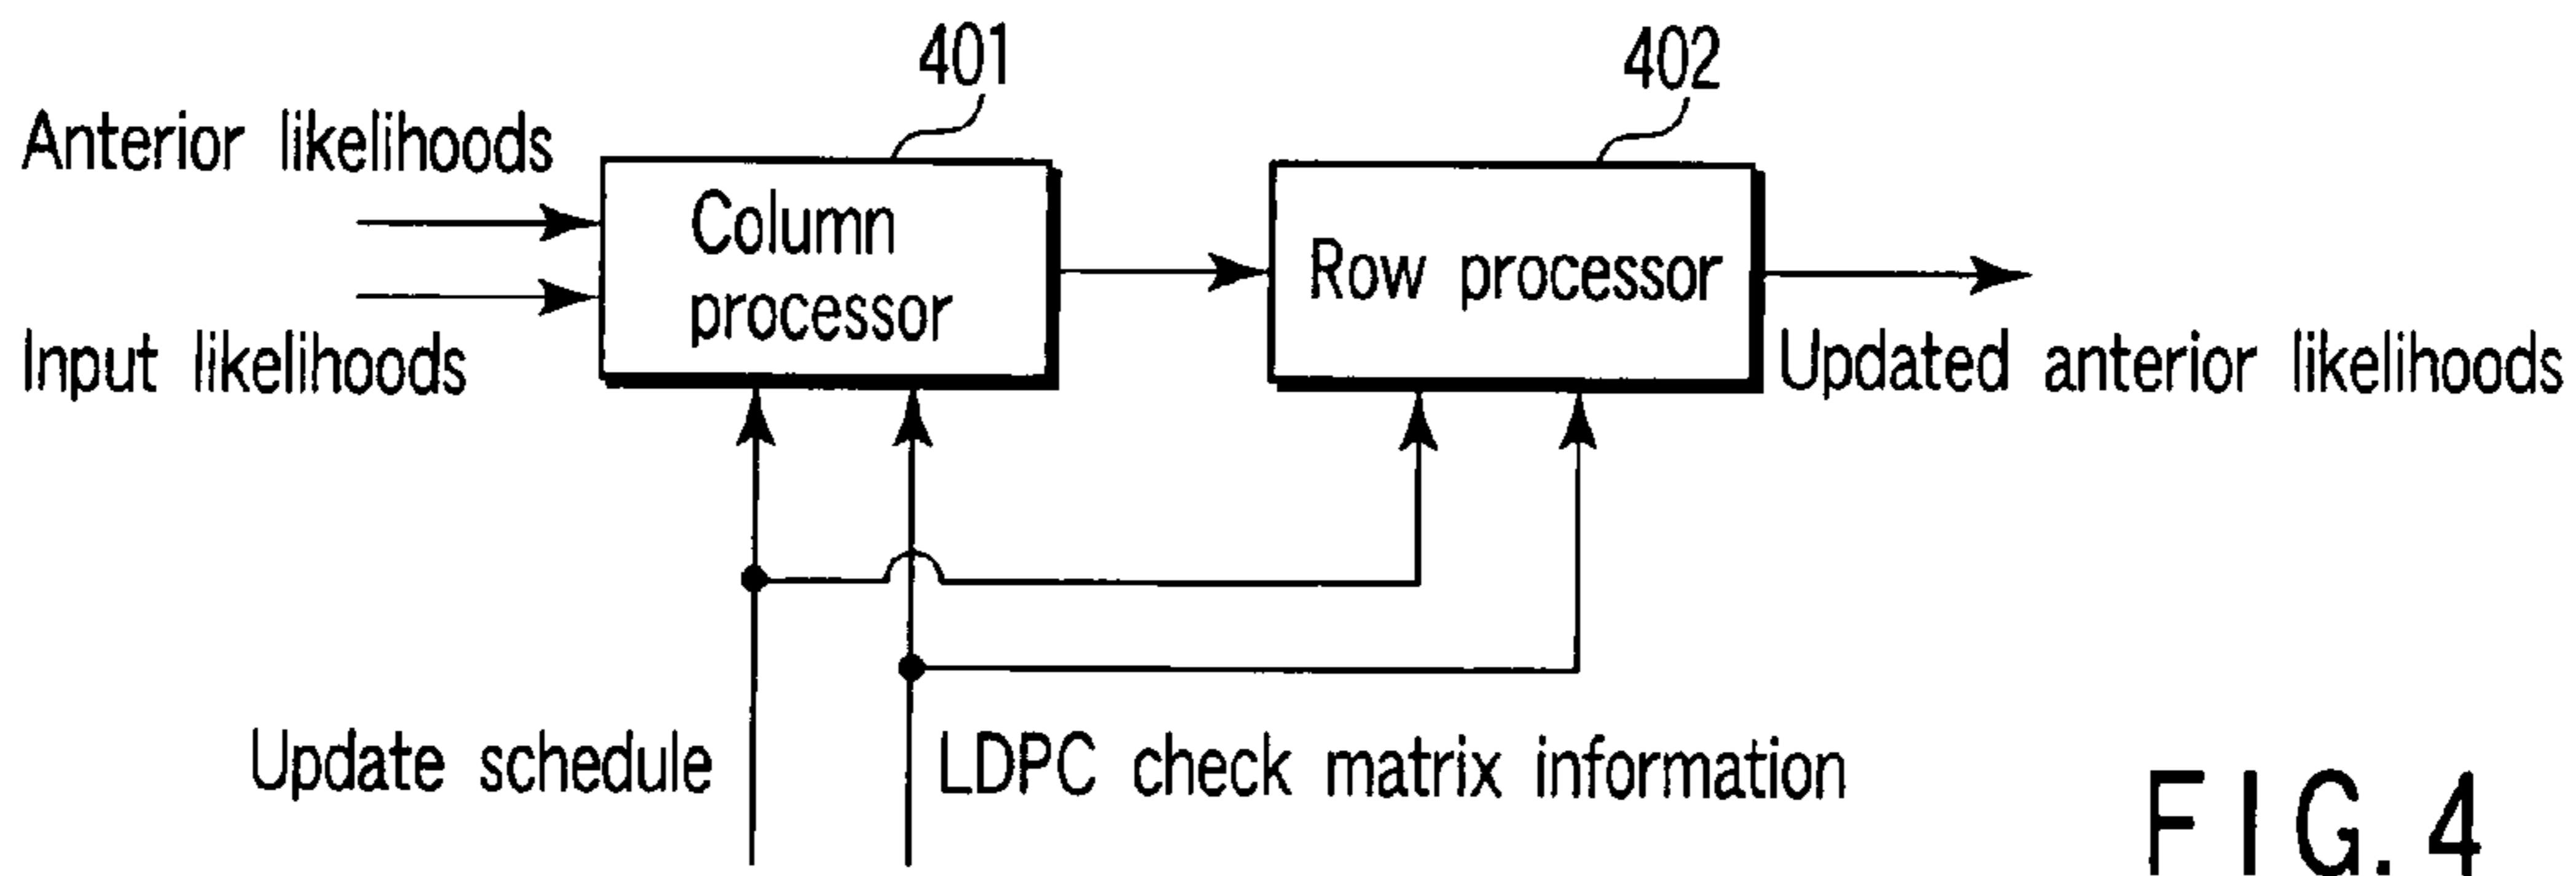 401
402
Anterior likelihoods
Column
processor
Row processor
Input likelihoods
Updated anterior likelihoods
Update schedule
LDPC check matrix information
FIG. 4